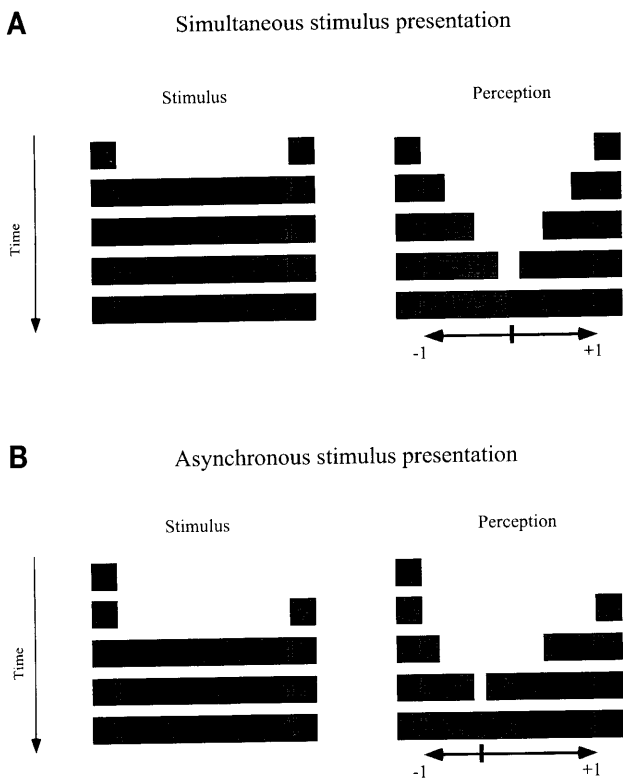 A
Simultaneous stimulus presentation
Stimulus
Perception
Time
-1
+1
B
Asynchronous stimulus presentation
Stimulus
Perception
Time
-1
+1